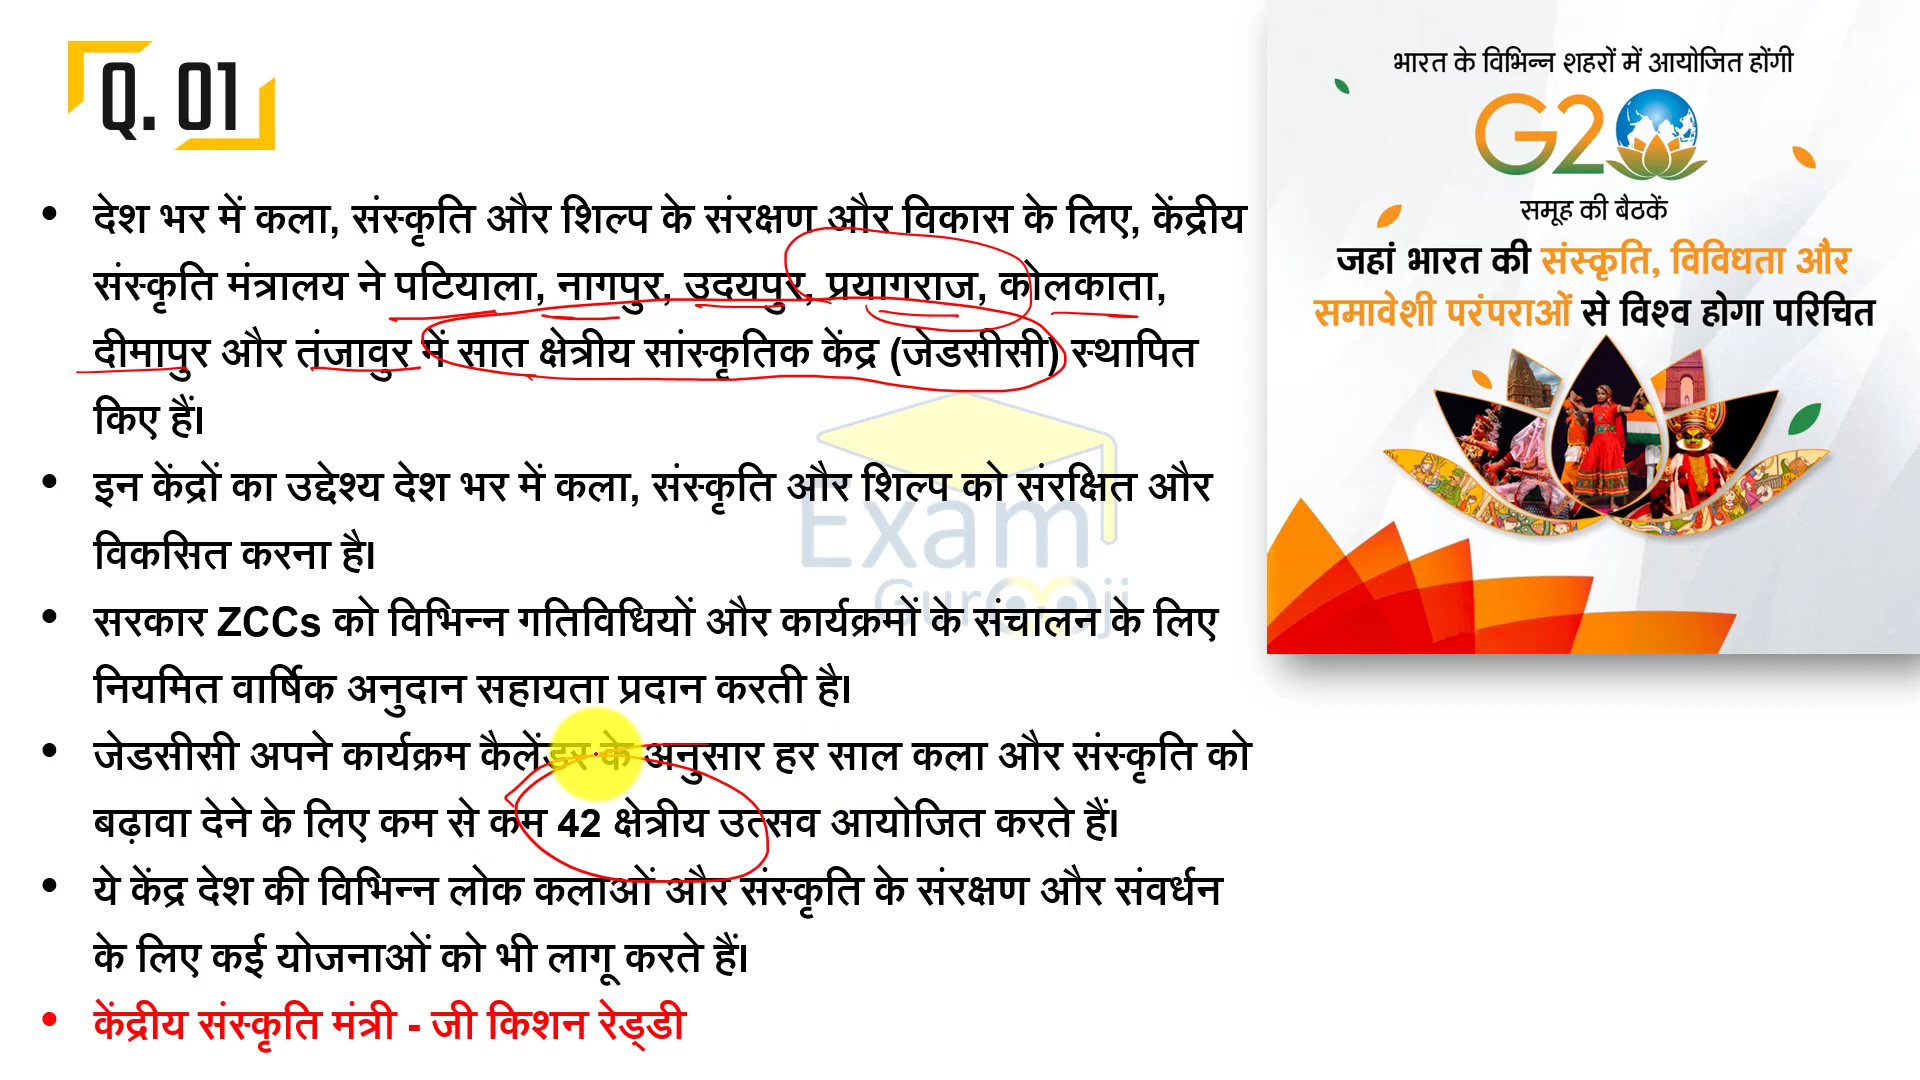 Q. 01
• देश भर में कला, संस्कृति और शिल्प के संरक्षण और विकास के लिए, केंद्रीय
संस्कृति मंत्रालय ने पटियाला, नागपुर, उदयपुर, प्रयागराज, कोलकाता,
दीमापुर और तंजावुर में सात क्षेत्रीय सांस्कृतिक केंद्र (जेडसीसी) स्थापित
किए हैं।
• इन केंद्रों का उद्देश्य देश भर में कला, संस्कृति और शिल्प को संरक्षित और
विकसित करना है।
• सरकार ZCCs को विभिन्न गतिविधियों और कार्यक्रमों के संचालन के लिए
नियमित वार्षिक अनुदान सहायता प्रदान करती है।
• जेडसीसी अपने कार्यक्रम कैलेंडर के अनुसार हर साल कला और संस्कृति को
बढ़ावा देने के लिए कम से कम 42 क्षेत्रीय उत्सव आयोजित करते हैं।
• ये केंद्र देश की विभिन्न लोक कलाओं और संस्कृति के संरक्षण और संवर्धन
के लिए कई योजनाओं को भी लागू करते हैं।
• केंद्रीय संस्कृति मंत्री - जी किशन रेड्डी
Exam
Gurooji
भारत के विभिन्न शहरों में आयोजित होंगी
G20
समूह की बैठकें
जहां भारत की संस्कृति, विविधता और
समावेशी परंपराओं से विश्व होगा परिचित